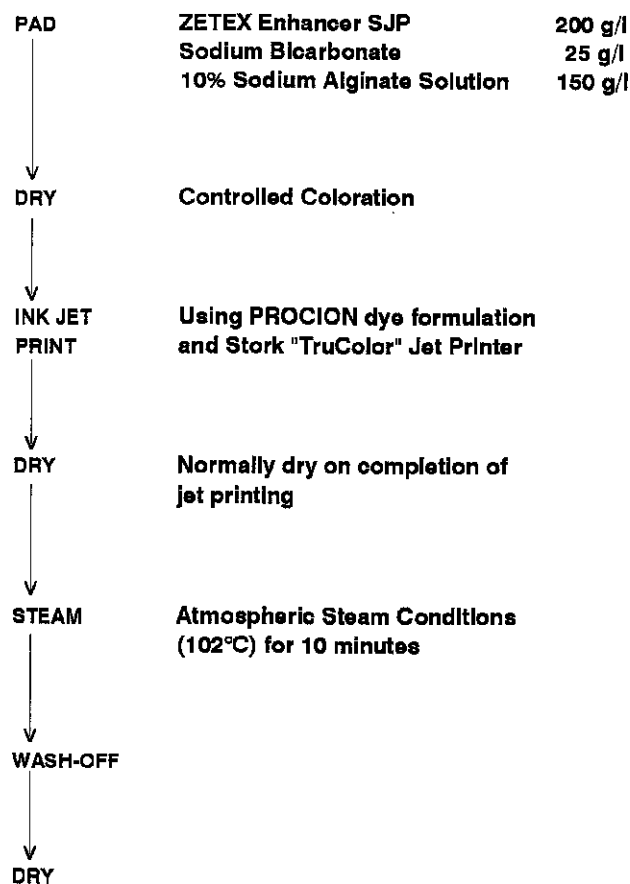 PAD ZETEX Enhancer SJP 200 g/l
Sodium Bicarbonate 25 g/l
10% Sodium Alginate Solution 150 g/l
DRY Controlled Coloration
INK JET Using PROCION dye formulation
PRINT and Stork "TruColor" Jet Printer
DRY Normally dry on completion of
jet printing
STEAM Atmospheric Steam Conditions
(102°C) for 10 minutes
WASH-OFF
DRY